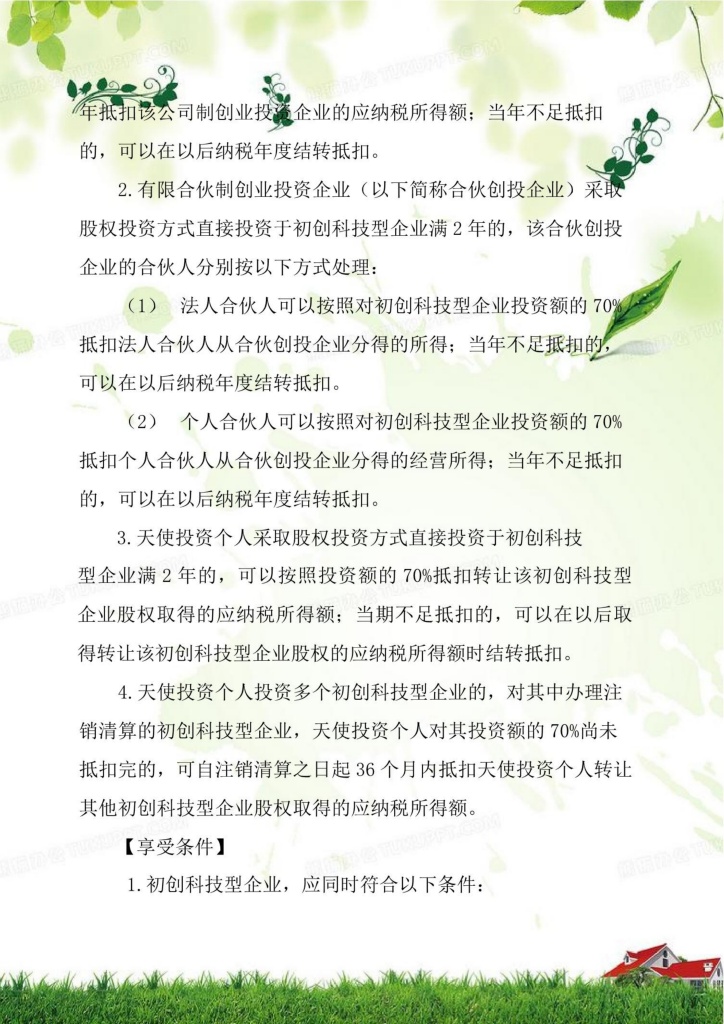 年抵扣该公司制创业投资企业的应纳税所得额；当年不足抵扣
的，可以在以后纳税年度结转抵扣。
2.有限合伙制创业投资企业（以下简称合伙创投企业）采取
股权投资方式直接投资于初创科技型企业满 2 年的，该合伙创投
企业的合伙人分别按以下方式处理：
（1） 法人合伙人可以按照对初创科技型企业投资额的 70%
抵扣法人合伙人从合伙创投企业分得的所得；当年不足抵扣的，
可以在以后纳税年度结转抵扣。
（2） 个人合伙人可以按照对初创科技型企业投资额的 70%
抵扣个人合伙人从合伙创投企业分得的经营所得；当年不足抵扣
的，可以在以后纳税年度结转抵扣。
3.天使投资个人采取股权投资方式直接投资于初创科技
型企业满 2 年的，可以按照投资额的 70%抵扣转让该初创科技型
企业股权取得的应纳税所得额；当期不足抵扣的，可以在以后取
得转让该初创科技型企业股权的应纳税所得额时结转抵扣。
4.天使投资个人投资多个初创科技型企业的，对其中办理注
销清算的初创科技型企业，天使投资个人对其投资额的 70%尚未
抵扣完的，可自注销清算之日起 36 个月内抵扣天使投资个人转让
其他初创科技型企业股权取得的应纳税所得额。
【享受条件】
1.初创科技型企业，应同时符合以下条件：